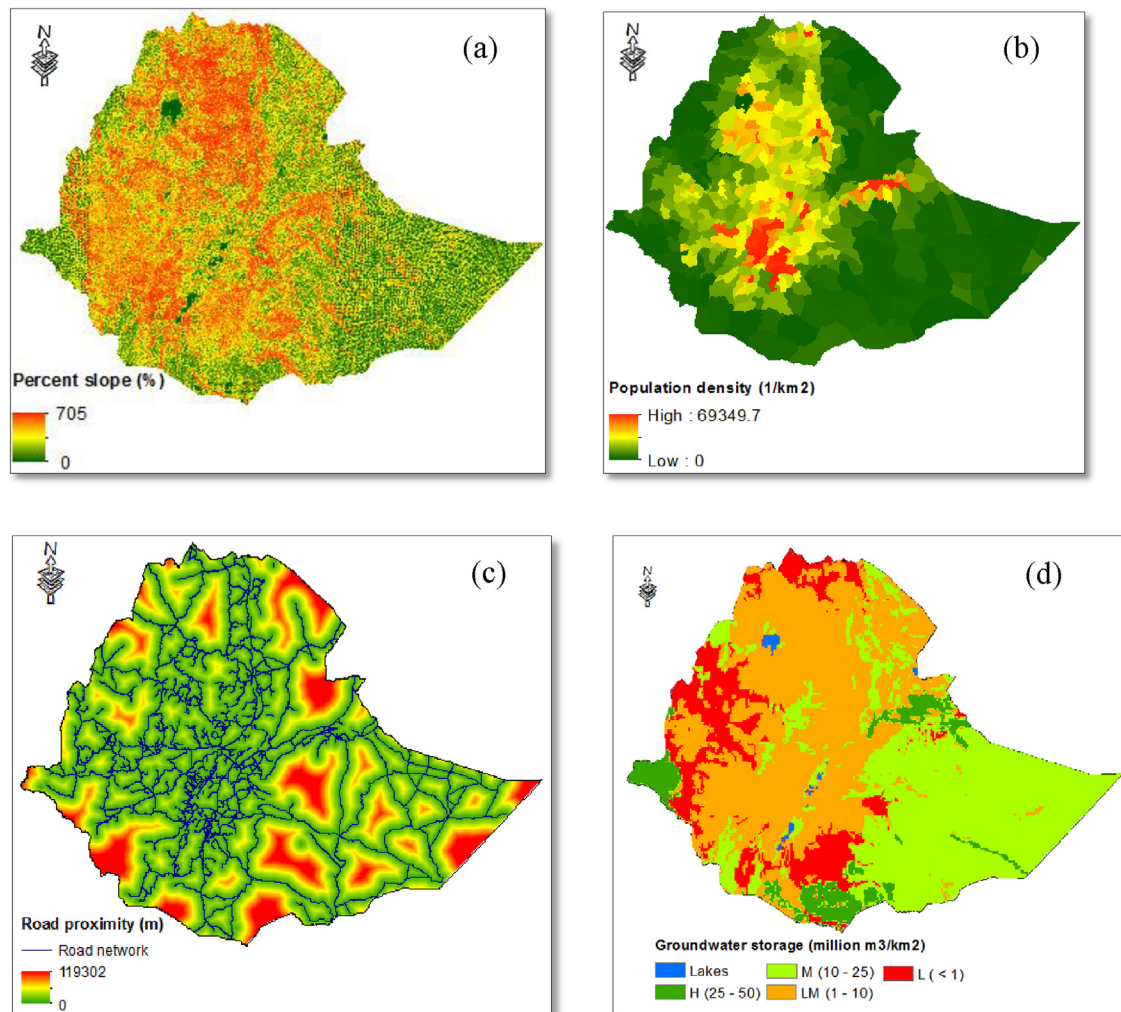 N
(a)
Percent slope (%)
705
0
N
(b)
Population density (1/km2)
High : 69349.7
Low : 0
N
(c)
Road proximity (m)
Road network
119302
0
N
(d)
Groundwater storage (million m3/km2)
Lakes M (10 - 25) L ( < 1)
H (25 - 50) LM (1 - 10)